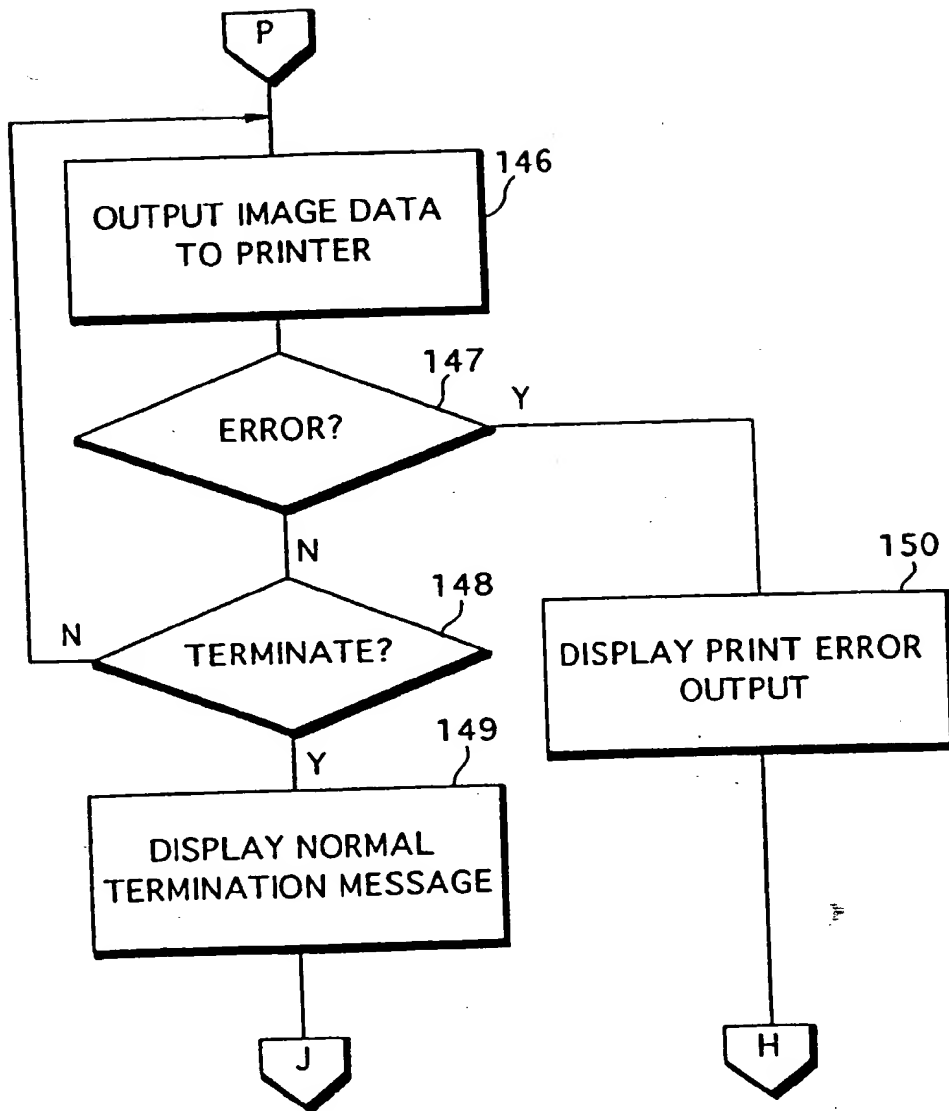 P
146
OUTPUT IMAGE DATA
TO PRINTER
147
Y
ERROR?
N
150
148
N
TERMINATE?
DISPLAY PRINT ERROR
OUTPUT
149
Y
DISPLAY NORMAL
TERMINATION MESSAGE
J
H